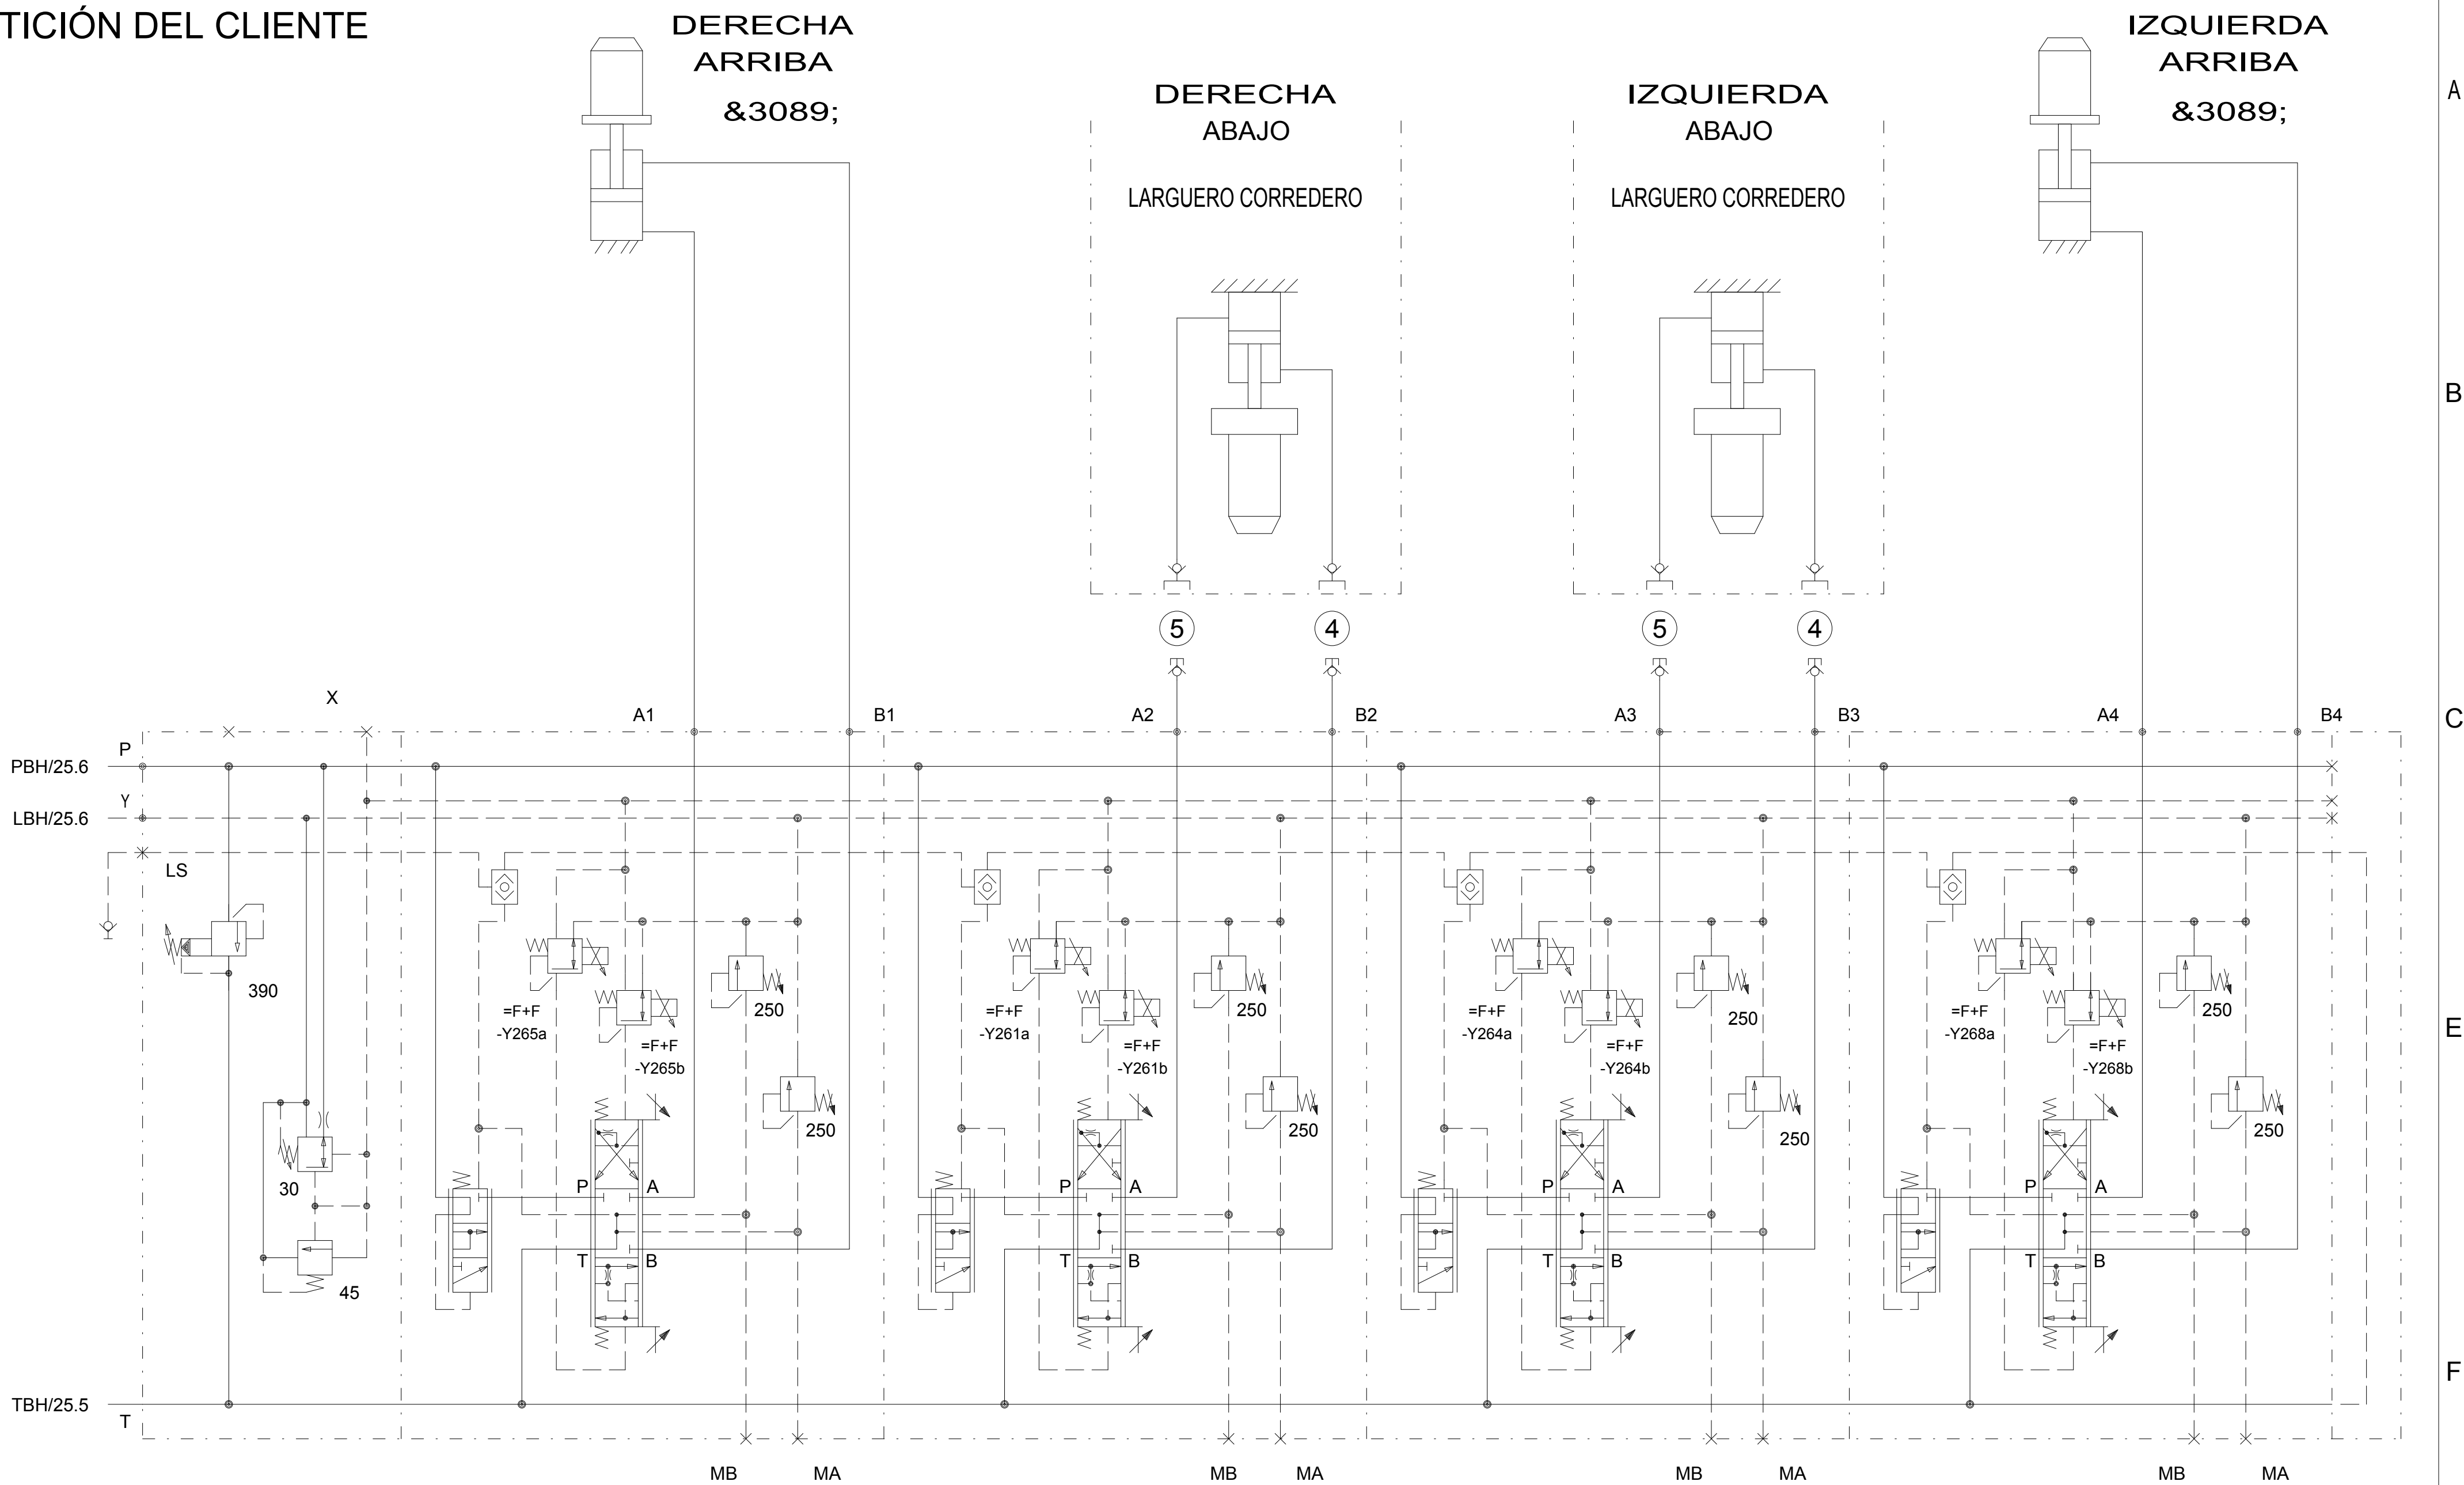 TICIÓN DEL CLIENTE
DERECHA
ARRIBA
&3089;
DERECHA
ABAJO
LARGUERO CORREDERO
IZQUIERDA
ABAJO
LARGUERO CORREDERO
IZQUIERDA
ARRIBA
&3089;
A
B
C
E
F
5
4
5
4
X
A1
B1
A2
B2
A3
B3
A4
B4
P
PBH/25.6
Y
LBH/25.6
LS
390
30
45
=F+F
-Y265a
=F+F
-Y265b
250
250
P
A
T
B
=F+F
-Y261a
=F+F
-Y261b
250
250
P
A
T
B
=F+F
-Y264a
=F+F
-Y264b
250
250
P
A
T
B
=F+F
-Y268a
=F+F
-Y268b
250
250
P
A
T
B
TBH/25.5
T
MB
MA
MB
MA
MB
MA
MB
MA